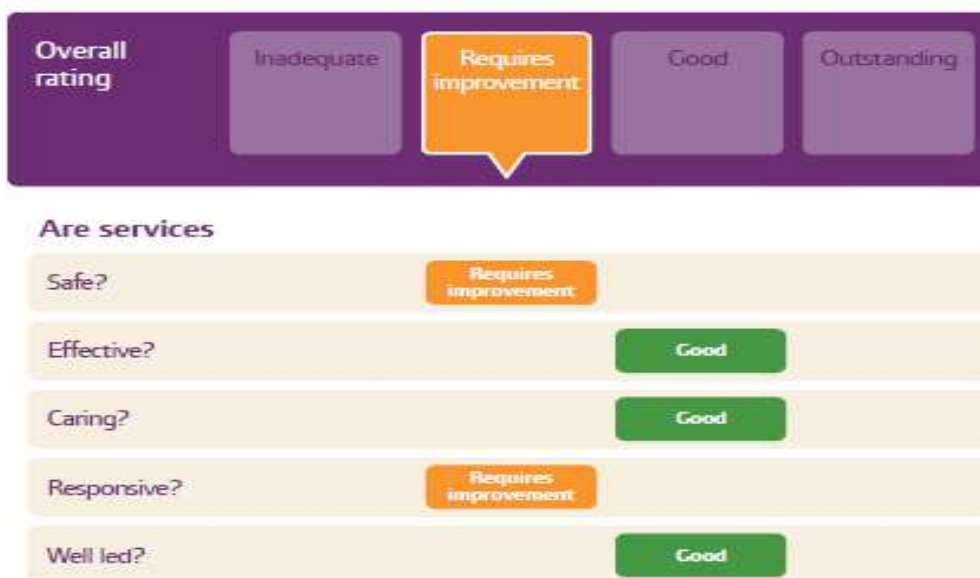 Overall
rating
Inadequate
Requires
improvement
Good
Outstanding
Are services
Safe?
Requires
improvement
Effective?
Good
Caring?
Good
Responsive?
Requires
improvement
Well led?
Good